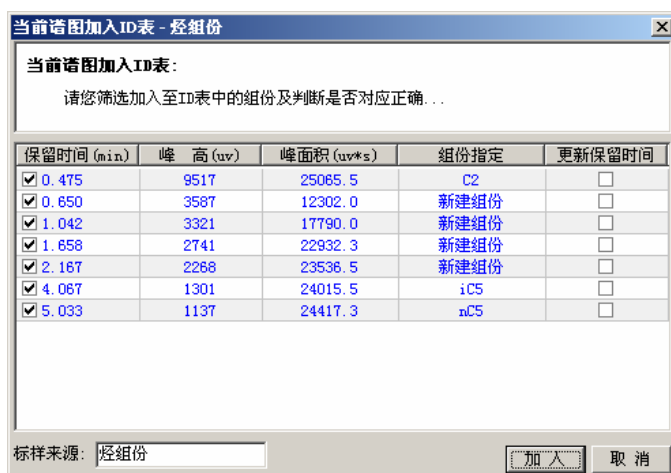 当前谱图加入ID表 - 烃组份
当前谱图加入ID表:
请您筛选加入至ID表中的组份及判断是否对应正确...
保留时间(min) 峰 高(uv) 峰面积(uv*s) 组份指定 更新保留时间
0.475 9517 25065.5 C2
0.650 3587 12302.0 新建组份
1.042 3321 17790.0 新建组份
1.658 2741 22932.3 新建组份
2.167 2268 23536.5 新建组份
4.067 1301 24015.5 iC5
5.033 1137 24417.3 nC5
标样来源: 烃组份 加 入 取 消